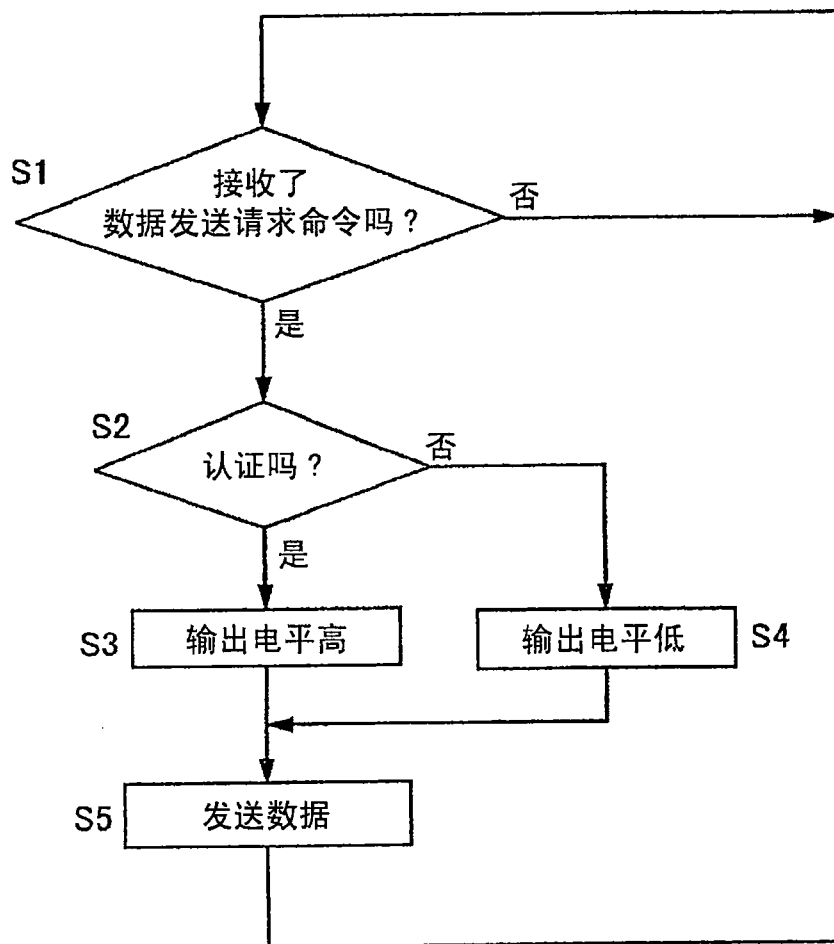 S1
接收了
数据发送请求命令吗？
否
是
S2
认证吗？
否
是
S3
输出电平高
输出电平低
S4
S5
发送数据